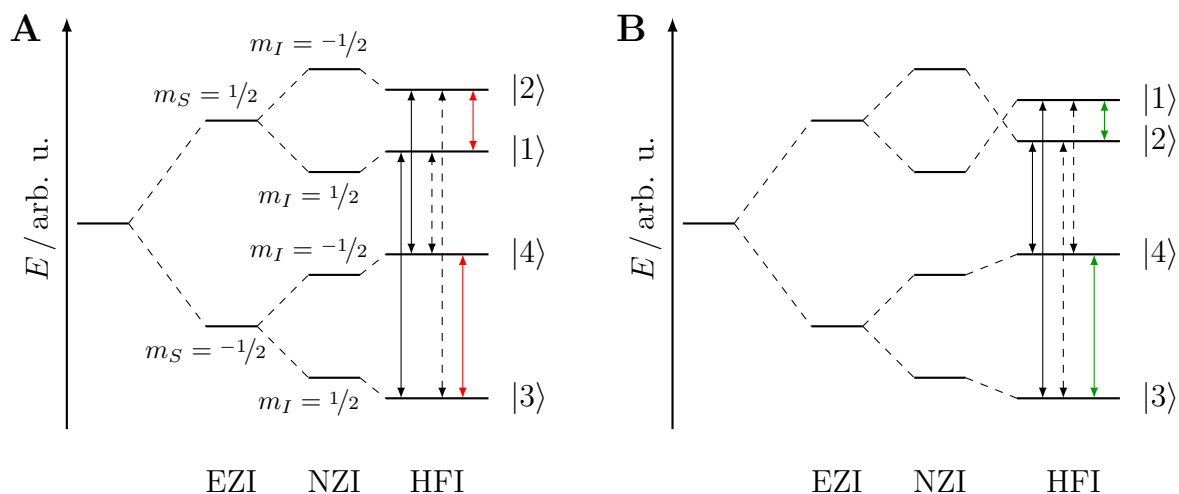 A
E / arb. u.
m_I = −1/2
m_S = 1/2
m_I = 1/2
m_I = −1/2
m_S = −1/2
m_I = 1/2
|2⟩
|1⟩
|4⟩
|3⟩
EZI NZI HFI
B
E / arb. u.
|1⟩
|2⟩
|4⟩
|3⟩
EZI NZI HFI